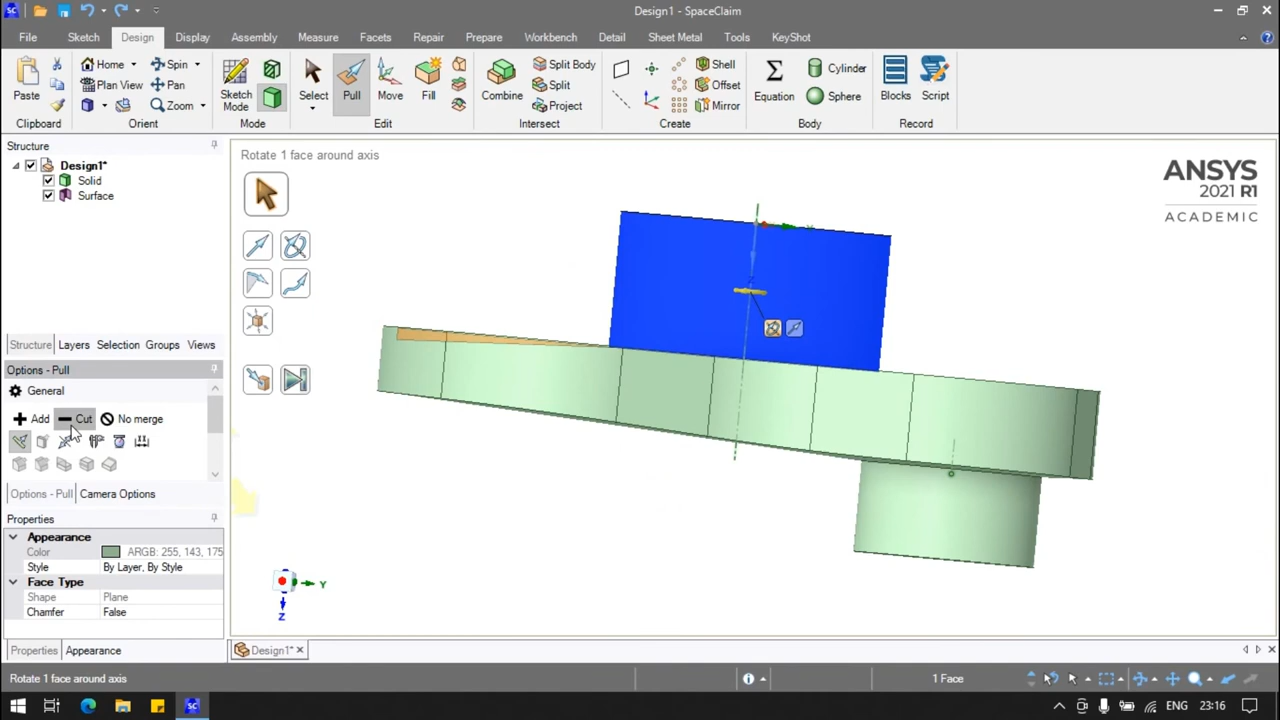 Design1 - SpaceClaim
File Sketch Design Display Assembly Measure Facets Repair Prepare Workbench Detail Sheet Metal Tools KeyShot
Home Spin
Plan View Pan
Zoom
Paste
Clipboard
Orient
Sketch
Mode
Mode
Select Pull Move Fill
Edit
Combine
Split Body
Split
Project
Intersect
Shell
Offset
Mirror
Create
Equation
Cylinder
Sphere
Body
Blocks Script
Record
Structure
Design1*
Solid
Surface
Structure Layers Selection Groups Views
Options - Pull
General
Add Cut No merge
Options - Pull Camera Options
Properties
Appearance
Color ARGB: 255, 143, 175
Style By Layer, By Style
Face Type
Shape Plane
Chamfer False
Properties Appearance
Rotate 1 face around axis
ANSYS
2021 R1
ACADEMIC
Y
Z
Design1*
Rotate 1 face around axis
1 Face
ENG 23:16